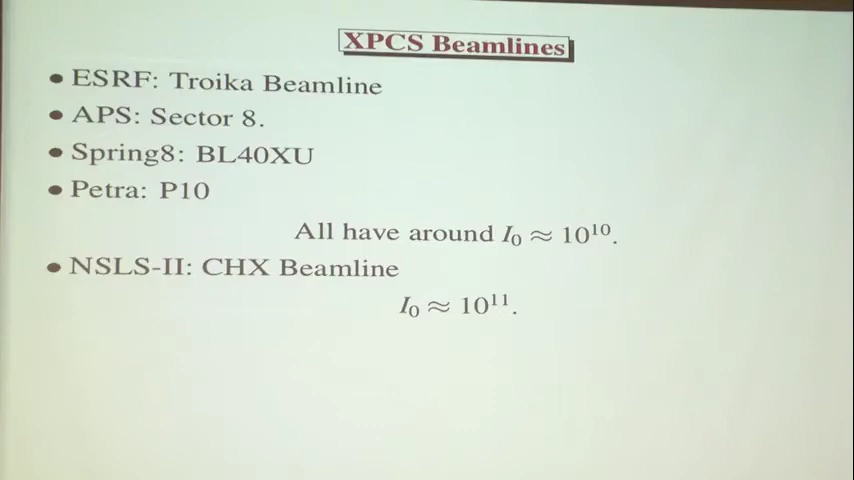 XPCS Beamlines
• ESRF: Troika Beamline
• APS: Sector 8.
• Spring8: BL40XU
• Petra: P10
All have around I₀ ≈ 10¹⁰.
• NSLS-II: CHX Beamline
I₀ ≈ 10¹¹.